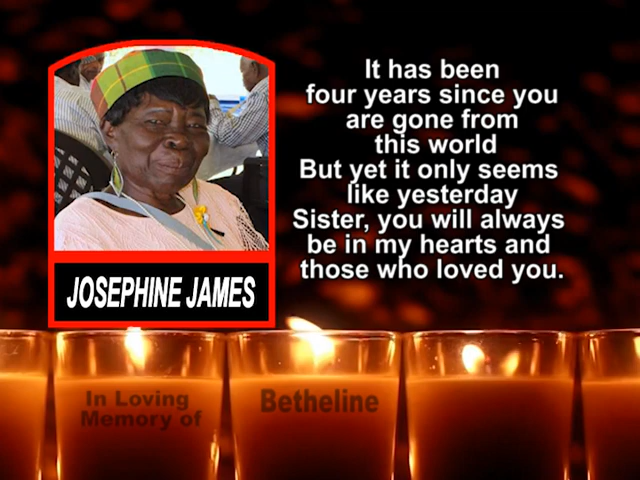 It has been
four years since you
are gone from
this world
But yet it only seems
like yesterday
Sister, you will always
be in my hearts and
those who loved you.
JOSEPHINE JAMES
In Loving
Memory of
Betheline